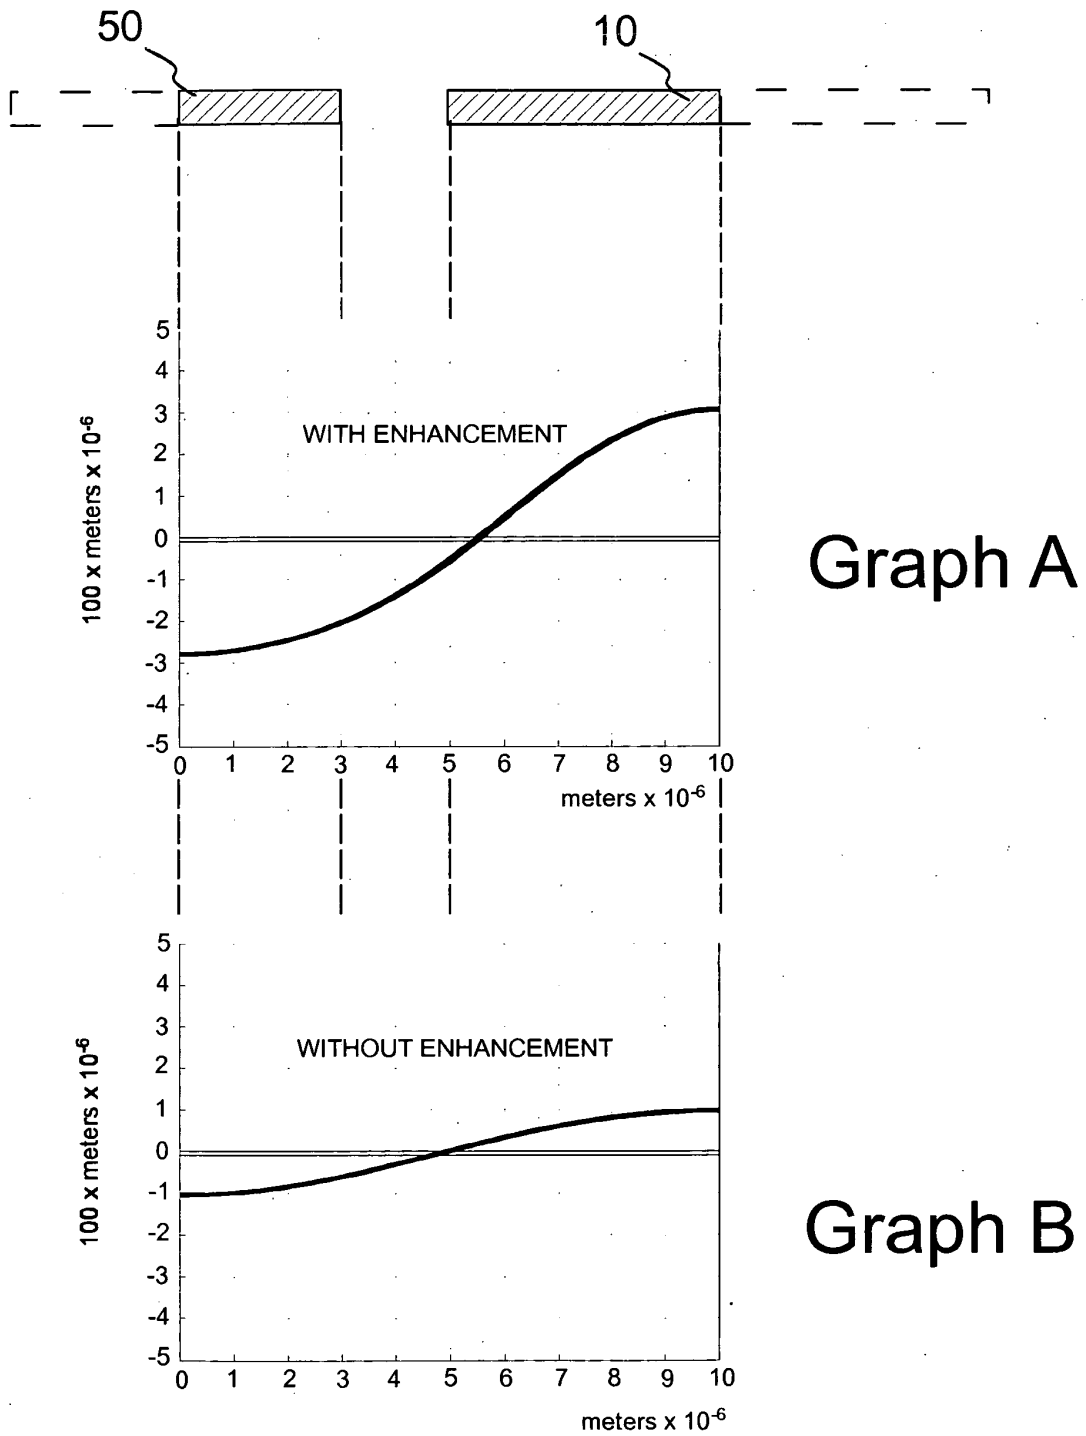 50
10
5
4
3
2
1
0
-1
-2
-3
-4
-5
100 x meters x 10-6
WITH ENHANCEMENT
Graph A
0 1 2 3 4 5 6 7 8 9 10
meters x 10-6
5
4
3
2
1
0
-1
-2
-3
-4
-5
100 x meters x 10-6
WITHOUT ENHANCEMENT
Graph B
0 1 2 3 4 5 6 7 8 9 10
meters x 10-6